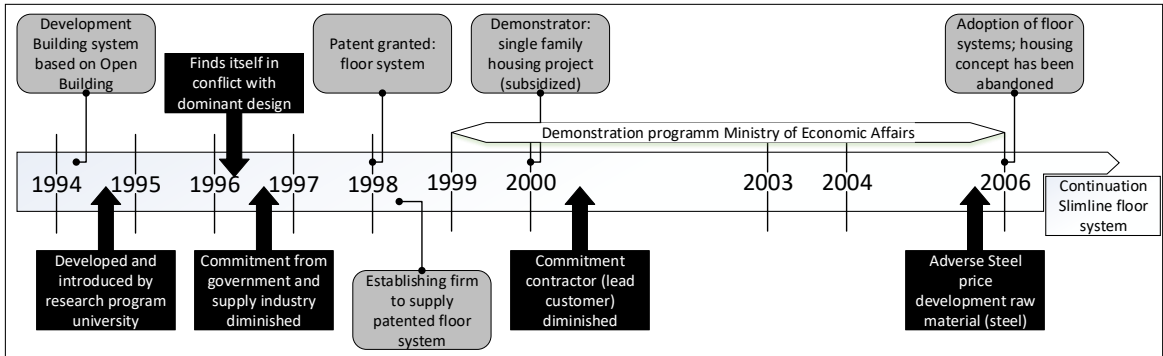 Development
Building system
based on Open
Building
Finds itself in
conflict with
dominant design
Patent granted:
floor system
Demonstrator:
single family
housing project
(subsidized)
Adoption of floor
systems; housing
concept has been
abandoned
Demonstration programm Ministry of Economic Affairs
1994
1995
1996
1997
1998
1999
2000
2003
2004
2006
Continuation
Slimline floor
system
Developed and
introduced by
research program
university
Commitment from
government and
supply industry
diminished
Establishing firm
to supply
patented floor
system
Commitment
contractor (lead
customer)
diminished
Adverse Steel
price
development raw
material (steel)